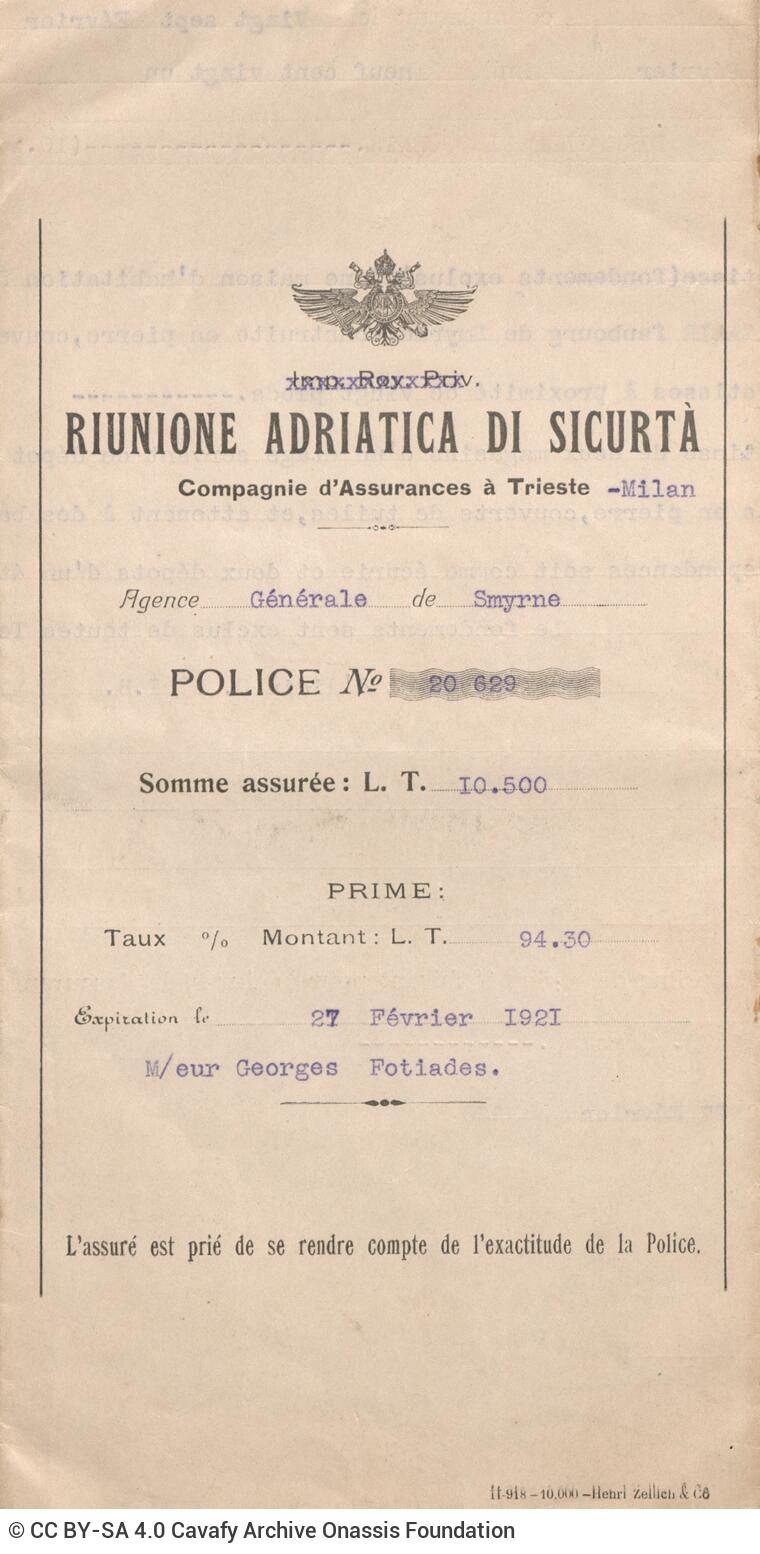 Imp. Roy. Priv.
RIUNIONE ADRIATICA DI SICURTÀ
Compagnie d'Assurances à Trieste -Milan
Agence Générale de Smyrne
POLICE Nº 20 629
Somme assurée: L. T. 10.500
PRIME:
Taux % Montant: L. T. 94.30
Expiration le 27 Février 1921
M/eur Georges Fotiades.
L'assuré est prié de se rendre compte de l'exactitude de la Police.
11-918 – 10.000 – Henri Zellich & Cº
© CC BY-SA 4.0 Cavafy Archive Onassis Foundation